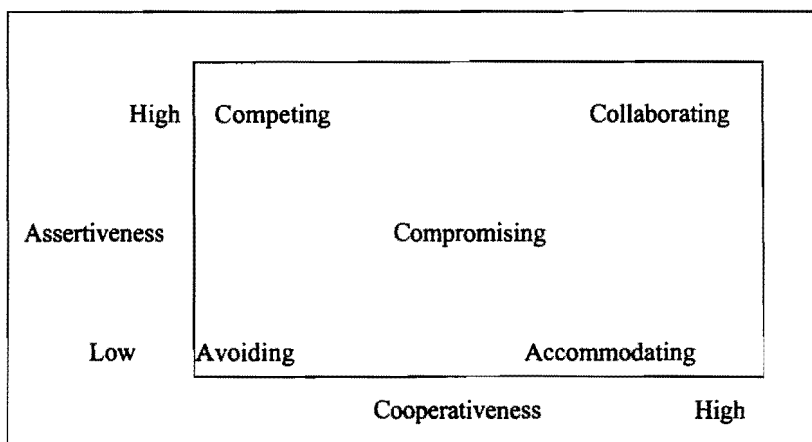 High Competing Collaborating
Assertiveness Compromising
Low Avoiding Accommodating
Cooperativeness High